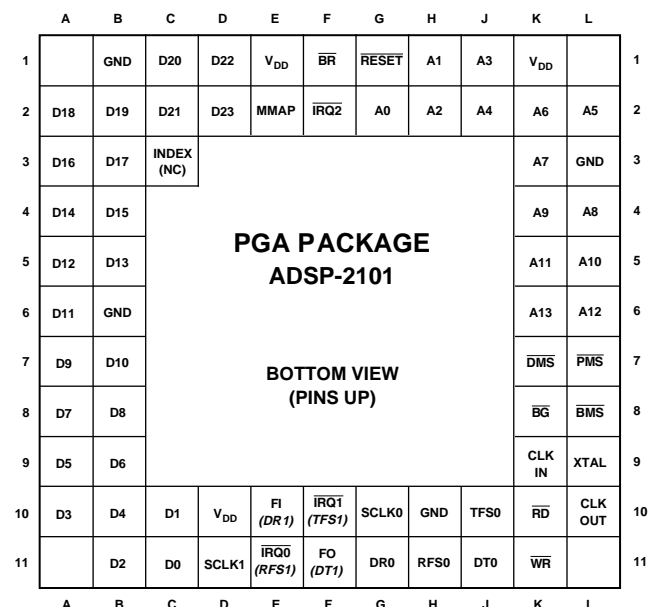 A B C D E F G H J K L
1 GND D20 D22 VDD BR RESET A1 A3 VDD 1
2 D18 D19 D21 D23 MMAP IRQ2 A0 A2 A4 A6 A5 2
3 D16 D17 INDEX (NC) A7 GND 3
4 D14 D15 A9 A8 4
PGA PACKAGE
5 D12 D13 A11 A10 5
ADSP-2101
6 D11 GND A13 A12 6
7 D9 D10 DMS PMS 7
BOTTOM VIEW
(PINS UP)
8 D7 D8 BG BMS 8
9 D5 D6 CLK IN XTAL 9
10 D3 D4 D1 VDD FI (DR1) IRQ1 (TFS1) SCLK0 GND TFS0 RD CLK OUT 10
11 D2 D0 SCLK1 IRQ0 (RFS1) FO (DT1) DR0 RFS0 DT0 WR 11
A B C D E F G H J K L